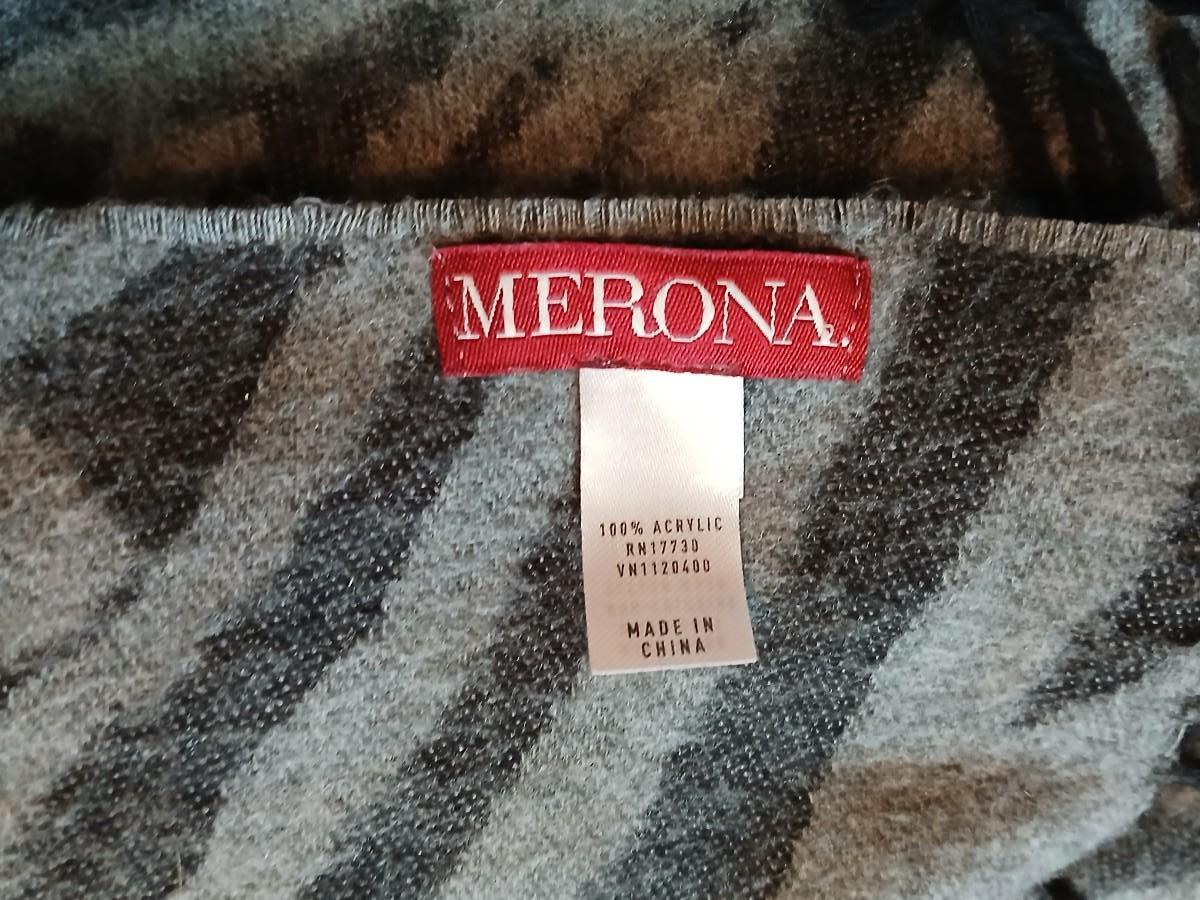 MERONA.
100% ACRYLIC
RN17730
VN1120400
MADE IN
CHINA